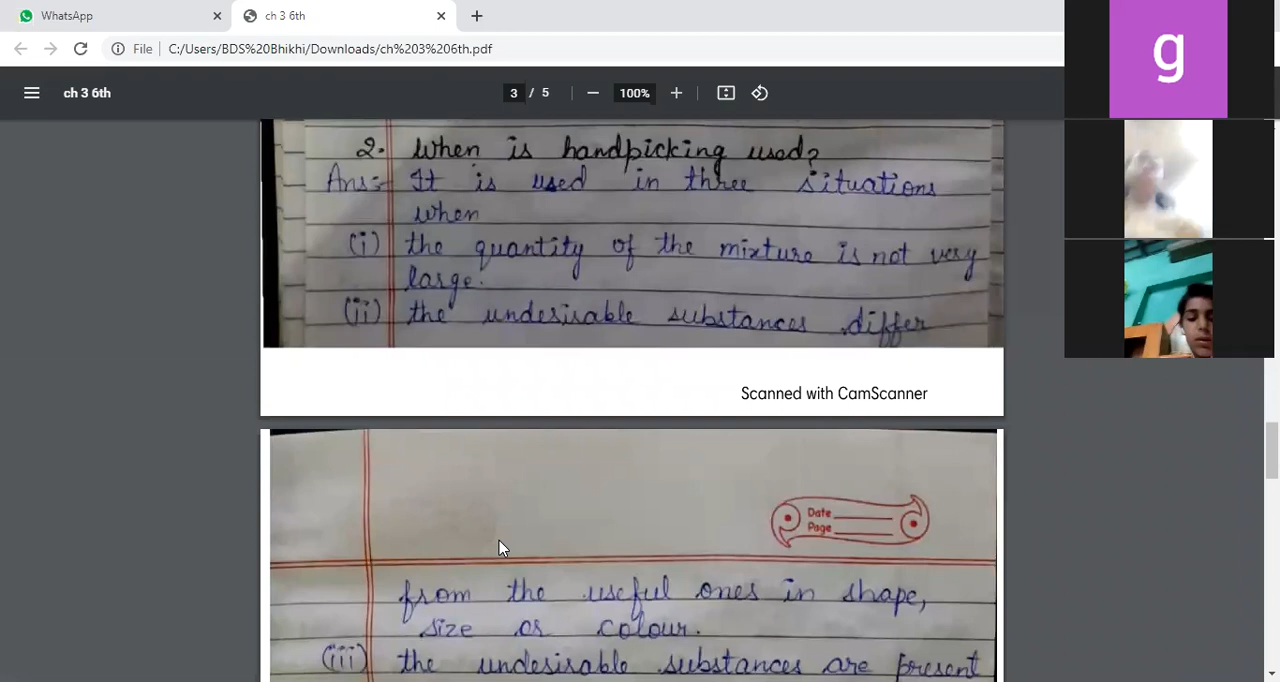 WhatsApp
ch 3 6th
File
C:/Users/BDS%20Bhikhi/Downloads/ch%203%206th.pdf
ch 3 6th
3 / 5
100%
g
2. When is handpicking used?
Ans:- It is used in three situations
when
(i) the quantity of the mixture is not very
large.
(ii) the undesirable substances differ
Scanned with CamScanner
Date
Page
from the useful ones in shape,
size or colour.
(iii) the undesirable substances are present